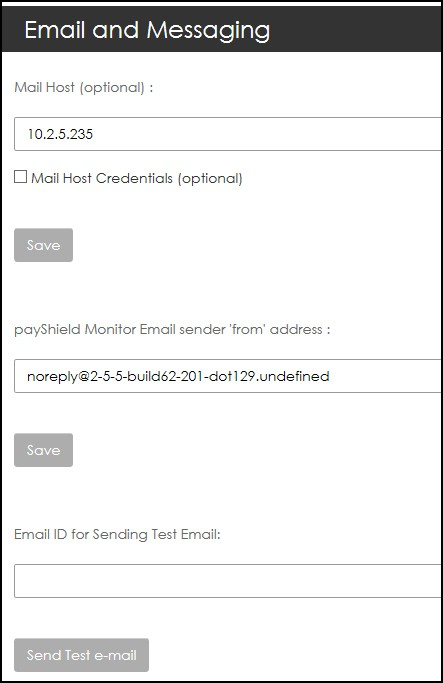 Email and Messaging
Mail Host (optional) :
10.2.5.235
Mail Host Credentials (optional)
Save
payShield Monitor Email sender 'from' address :
noreply@2-5-5-build62-201-dot129.undefined
Save
Email ID for Sending Test Email:
Send Test e-mail